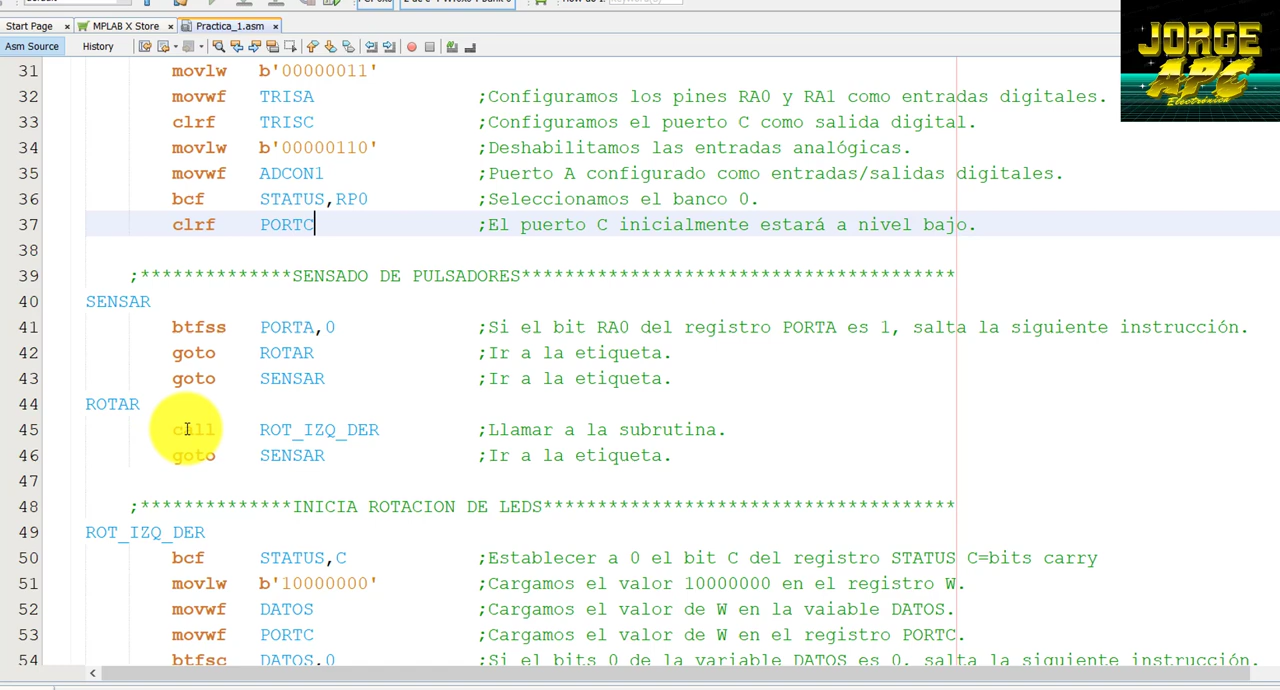 Start Page × MPLAB X Store × Practica_1.asm ×
Asm Source History
JORGE
APC
Electrónica
31 movlw b'00000011'
32 movwf TRISA ;Configuramos los pines RA0 y RA1 como entradas digitales.
33 clrf TRISC ;Configuramos el puerto C como salida digital.
34 movlw b'00000110' ;Deshabilitamos las entradas analógicas.
35 movwf ADCON1 ;Puerto A configurado como entradas/salidas digitales.
36 bcf STATUS,RP0 ;Seleccionamos el banco 0.
37 clrf PORTC ;El puerto C inicialmente estará a nivel bajo.
38
39 ;**************SENSADO DE PULSADORES****************************************
40 SENSAR
41 btfss PORTA,0 ;Si el bit RA0 del registro PORTA es 1, salta la siguiente instrucción.
42 goto ROTAR ;Ir a la etiqueta.
43 goto SENSAR ;Ir a la etiqueta.
44 ROTAR
45 call ROT_IZQ_DER ;Llamar a la subrutina.
46 goto SENSAR ;Ir a la etiqueta.
47
48 ;**************INICIA ROTACION DE LEDS**************************************
49 ROT_IZQ_DER
50 bcf STATUS,C ;Establecer a 0 el bit C del registro STATUS C=bits carry
51 movlw b'10000000' ;Cargamos el valor 10000000 en el registro W.
52 movwf DATOS ;Cargamos el valor de W en la vaiable DATOS.
53 movwf PORTC ;Cargamos el valor de W en el registro PORTC.
54 btfsc DATOS,0 ;Si el bits 0 de la variable DATOS es 0, salta la siguiente instrucción.